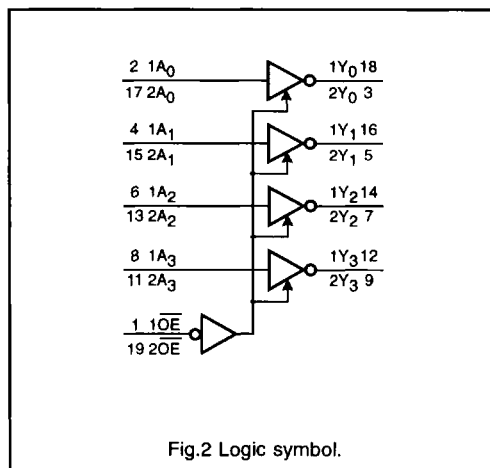 2 1A0 1Y0 18
17 2A0 2Y0 3
4 1A1 1Y1 16
15 2A1 2Y1 5
6 1A2 1Y2 14
13 2A2 2Y2 7
8 1A3 1Y3 12
11 2A3 2Y3 9
1 1O̅E̅
19 2O̅E̅
Fig.2 Logic symbol.